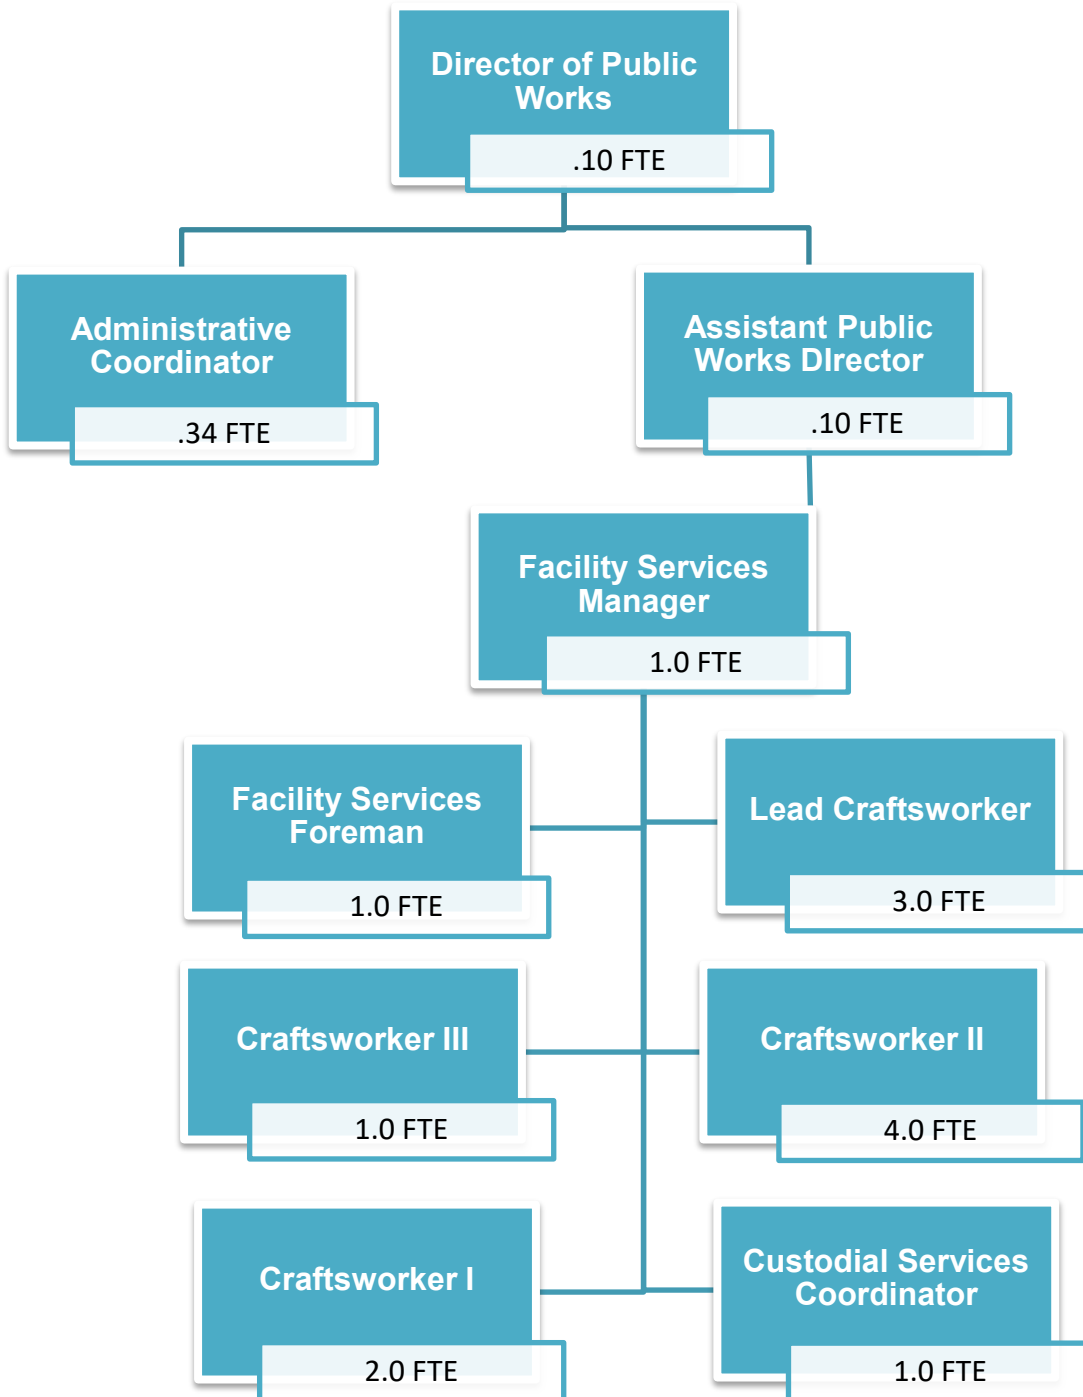 Director of Public
Works
.10 FTE
Administrative
Coordinator
.34 FTE
Assistant Public
Works DIrector
.10 FTE
Facility Services
Manager
1.0 FTE
Facility Services
Foreman
1.0 FTE
Lead Craftsworker
3.0 FTE
Craftsworker III
1.0 FTE
Craftsworker II
4.0 FTE
Craftsworker I
2.0 FTE
Custodial Services
Coordinator
1.0 FTE